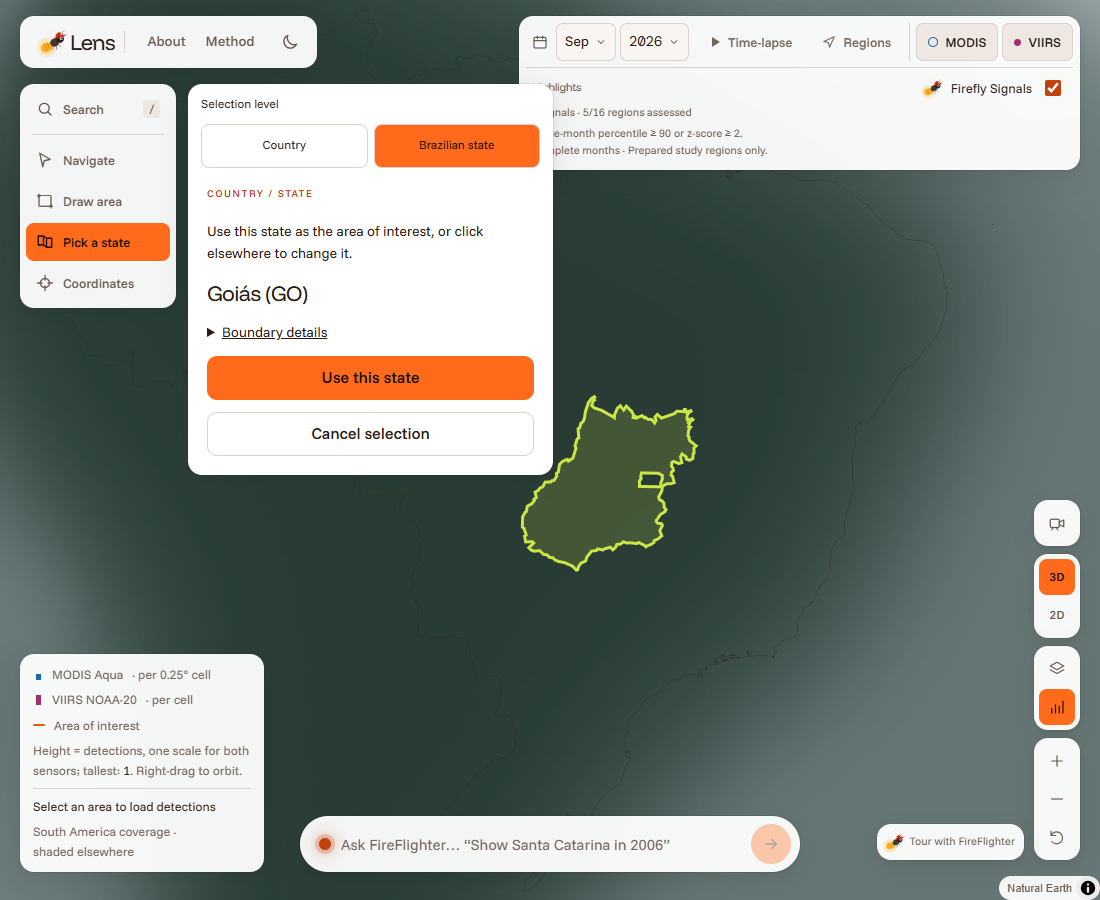 Lens
About
Method
Sep
2026
Time-lapse
Regions
MODIS
VIIRS
Firefly Signals
5/16 regions assessed
-month percentile ≥ 90 or z-score ≥ 2.
months · Prepared study regions only.
Search
/
Navigate
Draw area
Pick a state
Coordinates
Selection level
Country
Brazilian state
COUNTRY / STATE
Use this state as the area of interest, or click
elsewhere to change it.
Goiás (GO)
Boundary details
Use this state
Cancel selection
3D
2D
MODIS Aqua · per 0.25° cell
VIIRS NOAA-20 · per cell
Area of interest
Height = detections, one scale for both
sensors; tallest: 1. Right-drag to orbit.
Select an area to load detections
South America coverage ·
shaded elsewhere
Ask FireFlighter… “Show Santa Catarina in 2006”
Tour with FireFlighter
Natural Earth